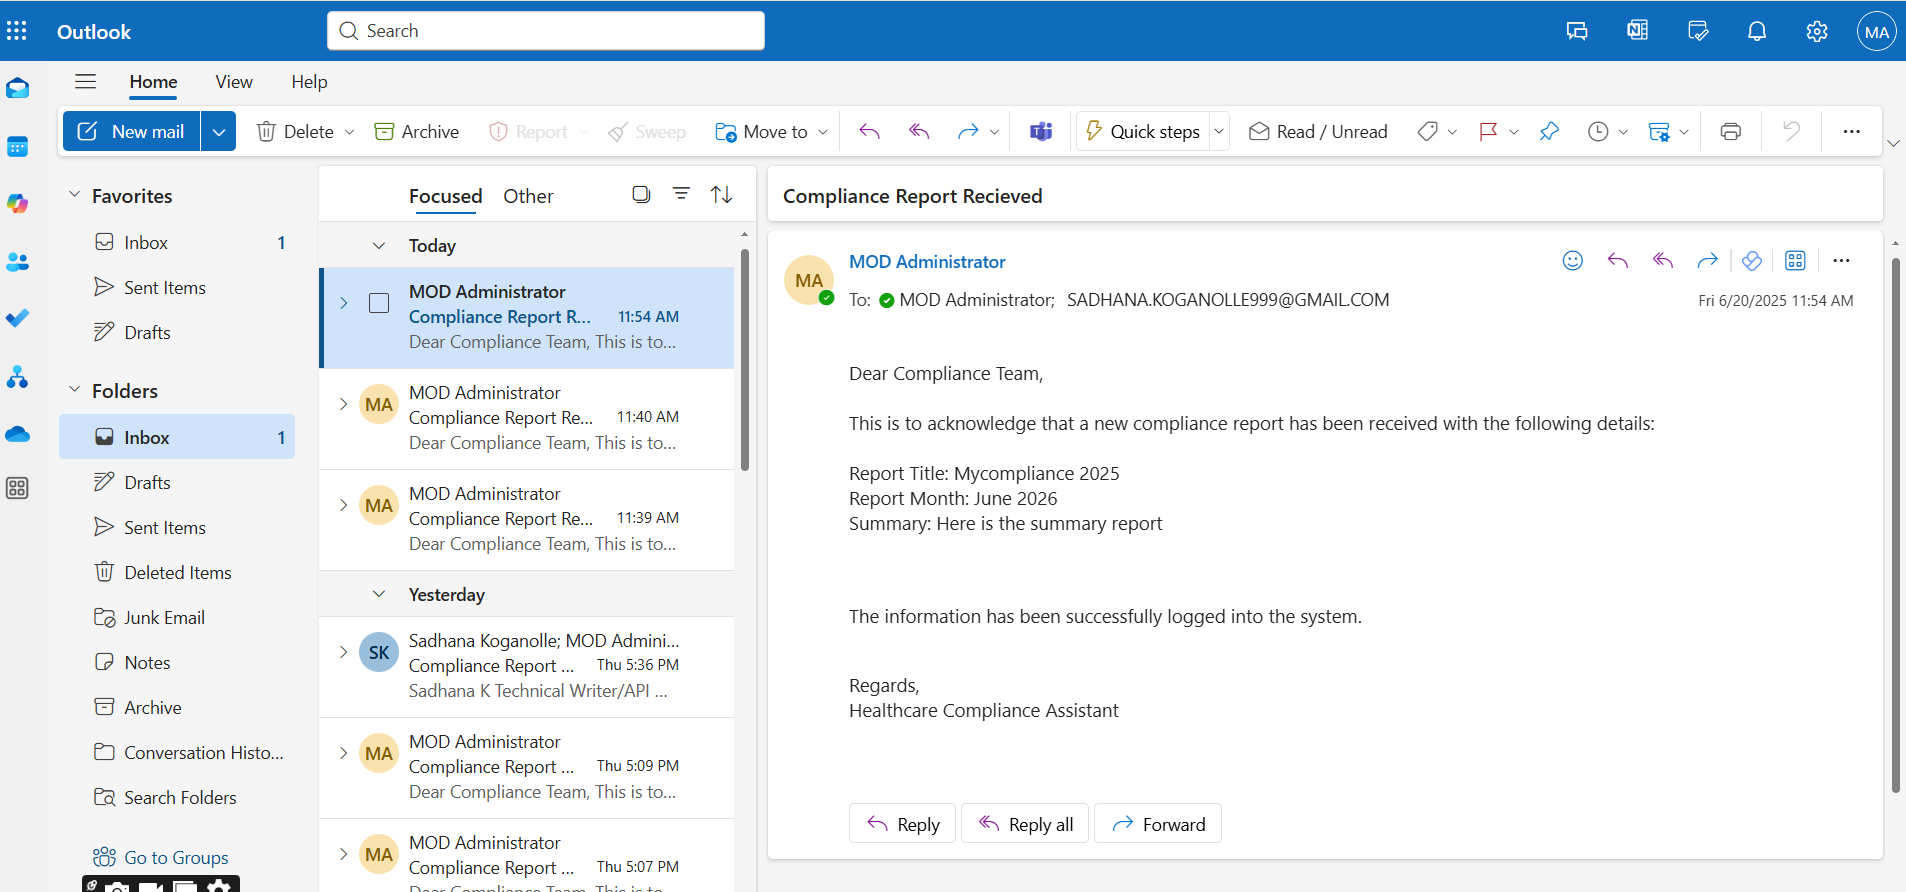 Outlook
Search
MA
Home View Help
New mail Delete Archive Report Sweep Move to Quick steps Read / Unread
Favorites
Inbox 1
Sent Items
Drafts
Folders
Inbox 1
Drafts
Sent Items
Deleted Items
Junk Email
Notes
Archive
Conversation Histo...
Search Folders
Go to Groups
Focused Other
Today
MOD Administrator
Compliance Report R... 11:54 AM
Dear Compliance Team, This is to...
MA
MOD Administrator
Compliance Report Re... 11:40 AM
Dear Compliance Team, This is to...
MA
MOD Administrator
Compliance Report Re... 11:39 AM
Dear Compliance Team, This is to...
Yesterday
SK
Sadhana Koganolle; MOD Admini...
Compliance Report ... Thu 5:36 PM
Sadhana K Technical Writer/API ...
MA
MOD Administrator
Compliance Report ... Thu 5:09 PM
Dear Compliance Team, This is to...
MA
MOD Administrator
Compliance Report ... Thu 5:07 PM
Dear Compliance Team, This is to...
Compliance Report Recieved
MA
MOD Administrator
To: MOD Administrator; SADHANA.KOGANOLLE999@GMAIL.COM
Fri 6/20/2025 11:54 AM
Dear Compliance Team,
This is to acknowledge that a new compliance report has been received with the following details:
Report Title: Mycompliance 2025
Report Month: June 2026
Summary: Here is the summary report
The information has been successfully logged into the system.
Regards,
Healthcare Compliance Assistant
Reply Reply all Forward